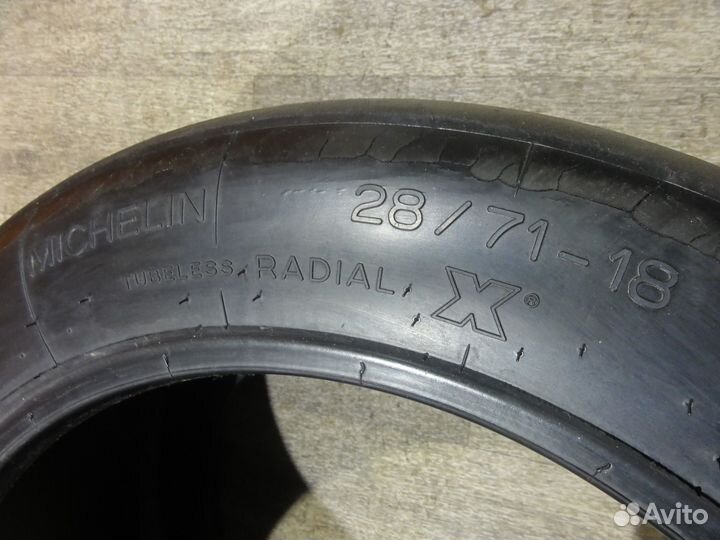 MICHELIN
28/71-18
TUBELESS RADIAL X®
Avito